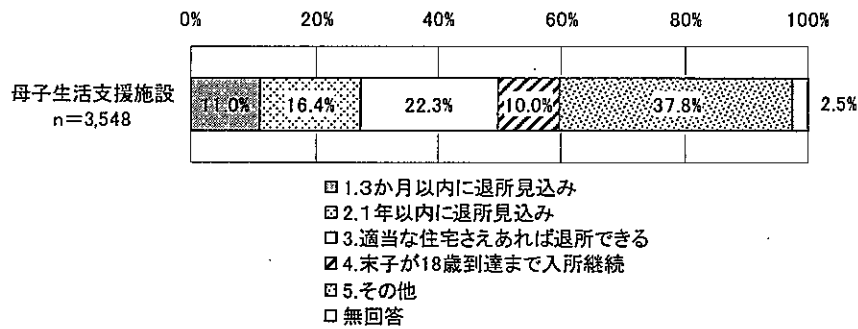 0% 20% 40% 60% 80% 100%
母子生活支援施設
n=3,548
11.0% 16.4% 22.3% 10.0% 37.8% 2.5%
1.3か月以内に退所見込み
2.1年以内に退所見込み
3.適当な住宅さえあれば退所できる
4.末子が18歳到達まで入所継続
5.その他
無回答